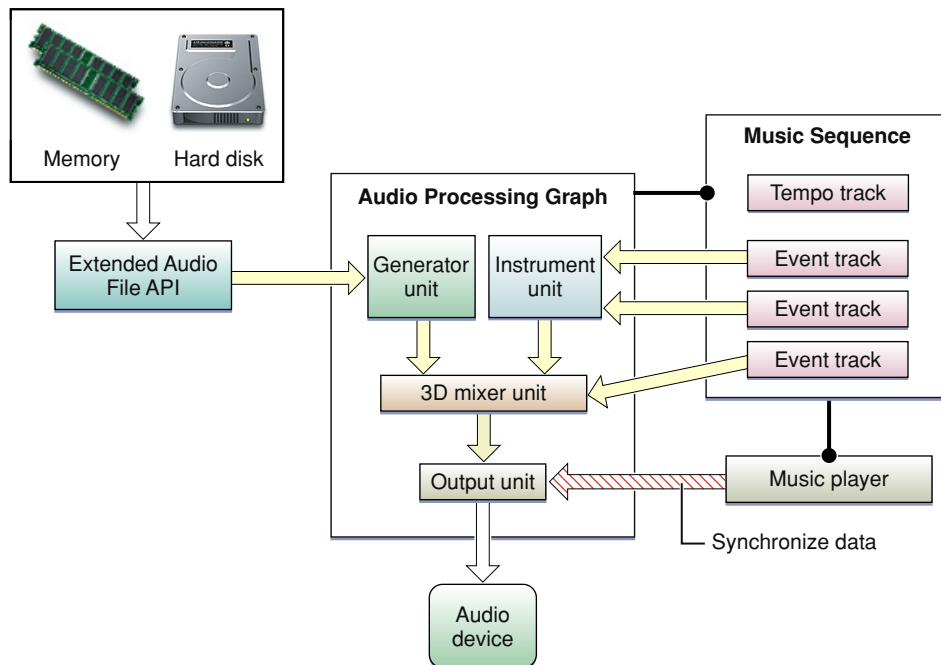 Memory
Hard disk
Extended Audio
File API
Audio Processing Graph
Generator
unit
Instrument
unit
3D mixer unit
Output unit
Audio
device
Music Sequence
Tempo track
Event track
Event track
Event track
Music player
Synchronize data